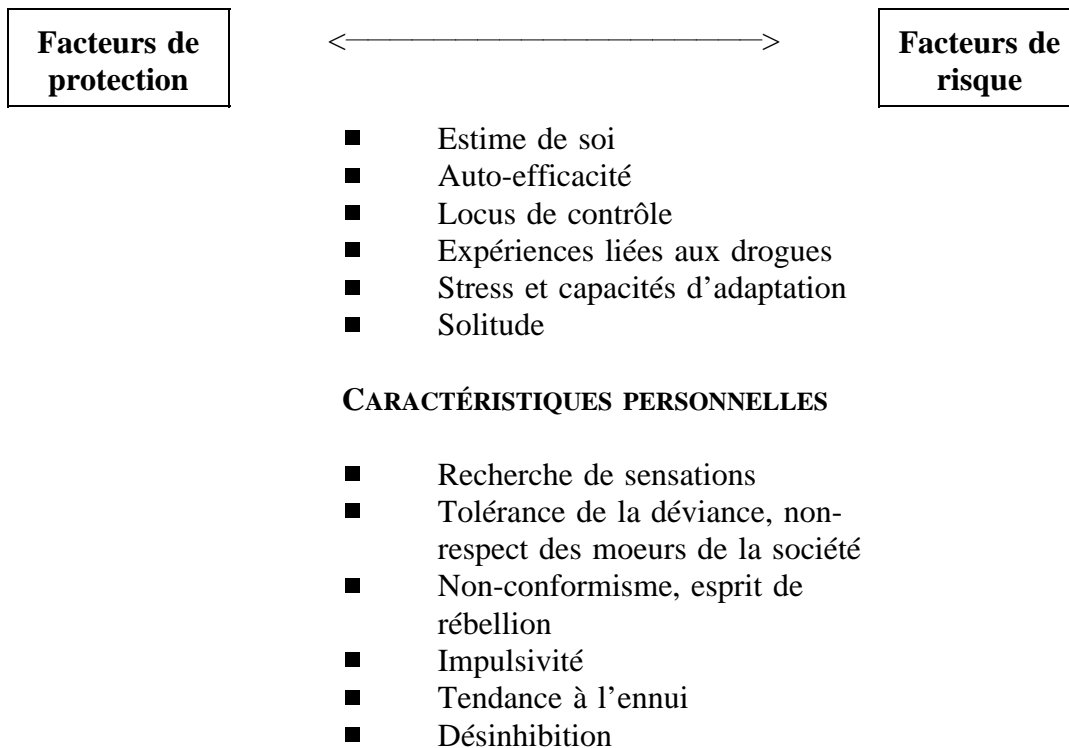 Facteurs de
protection
<—————————————>
Facteurs de
risque
■ Estime de soi
■ Auto-efficacité
■ Locus de contrôle
■ Expériences liées aux drogues
■ Stress et capacités d'adaptation
■ Solitude
CARACTÉRISTIQUES PERSONNELLES
■ Recherche de sensations
■ Tolérance de la déviance, non-
respect des moeurs de la société
■ Non-conformisme, esprit de
rébellion
■ Impulsivité
■ Tendance à l'ennui
■ Désinhibition